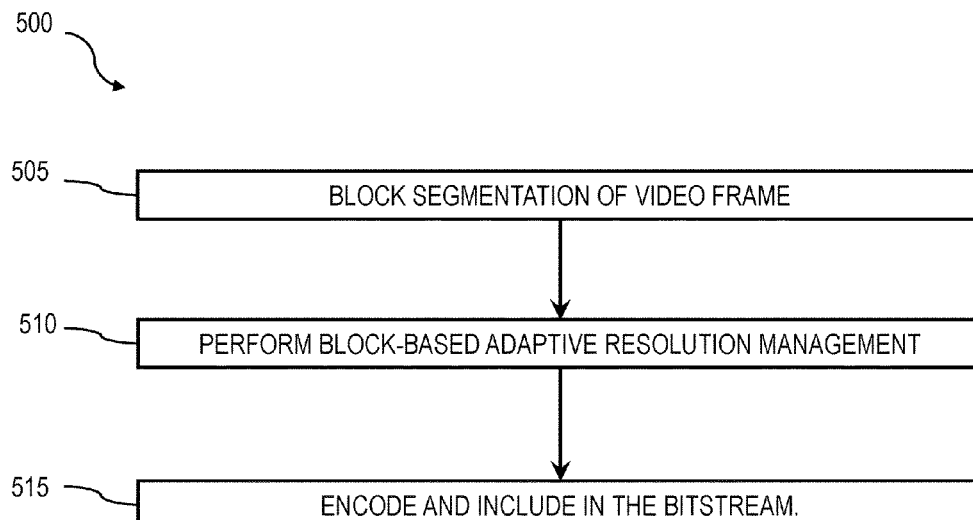 500
505
BLOCK SEGMENTATION OF VIDEO FRAME
510
PERFORM BLOCK-BASED ADAPTIVE RESOLUTION MANAGEMENT
515
ENCODE AND INCLUDE IN THE BITSTREAM.